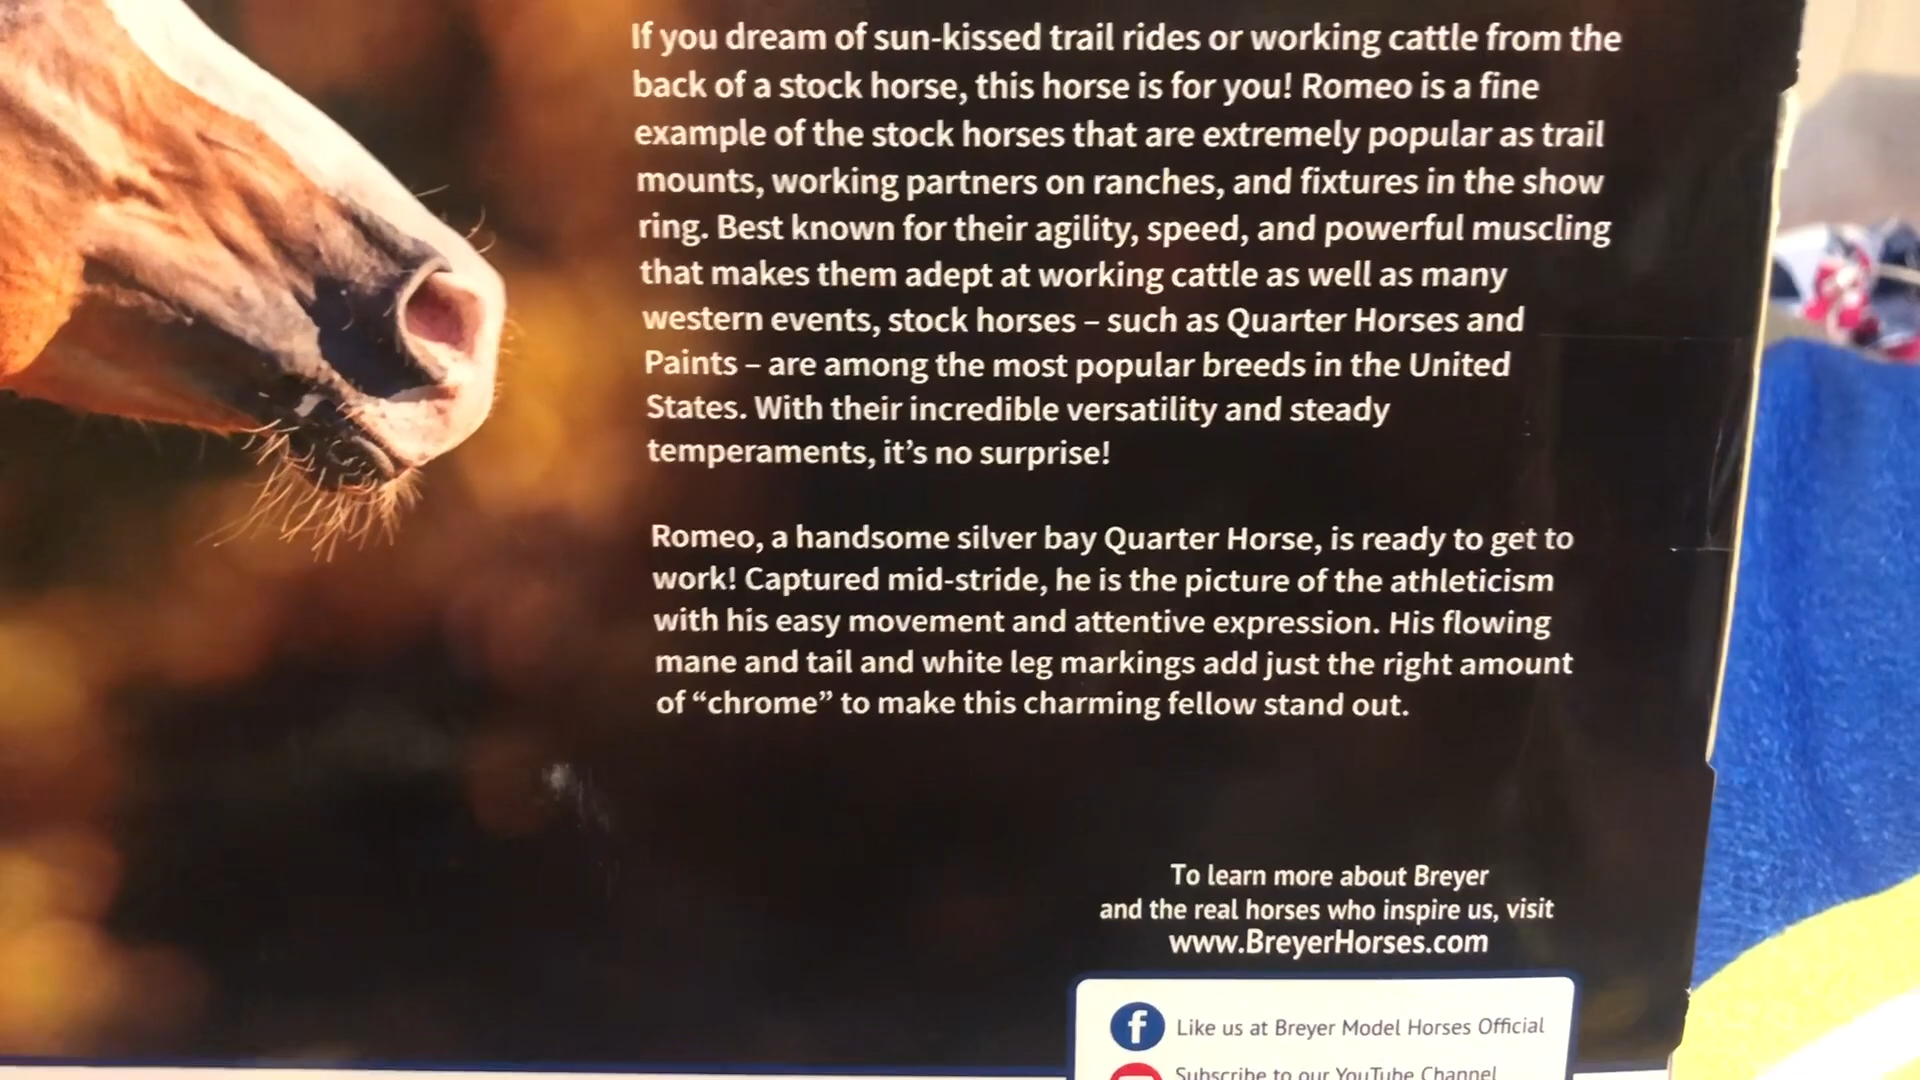 If you dream of sun-kissed trail rides or working cattle from the
back of a stock horse, this horse is for you! Romeo is a fine
example of the stock horses that are extremely popular as trail
mounts, working partners on ranches, and fixtures in the show
ring. Best known for their agility, speed, and powerful muscling
that makes them adept at working cattle as well as many
western events, stock horses – such as Quarter Horses and
Paints – are among the most popular breeds in the United
States. With their incredible versatility and steady
temperaments, it’s no surprise!
Romeo, a handsome silver bay Quarter Horse, is ready to get to
work! Captured mid-stride, he is the picture of the athleticism
with his easy movement and attentive expression. His flowing
mane and tail and white leg markings add just the right amount
of “chrome” to make this charming fellow stand out.
To learn more about Breyer
and the real horses who inspire us, visit
www.BreyerHorses.com
f Like us at Breyer Model Horses Official
Subscribe to our YouTube Channel